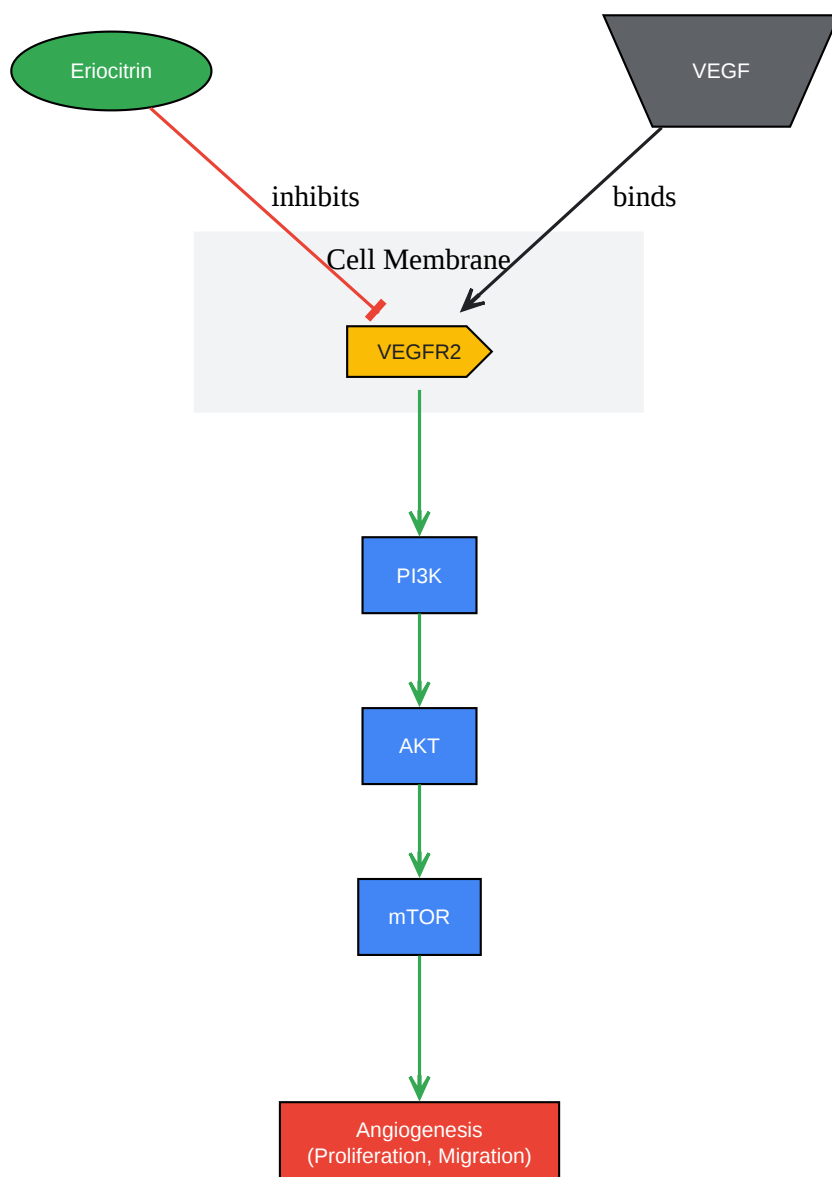 Eriocitrin
VEGF
inhibits
binds
Cell Membrane
VEGFR2
PI3K
AKT
mTOR
Angiogenesis
(Proliferation, Migration)